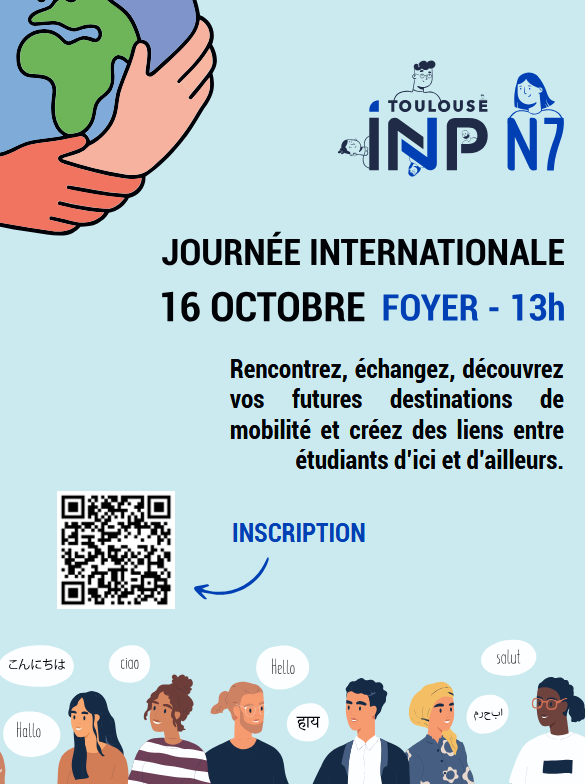 TOULOUSE
INP N7
JOURNÉE INTERNATIONALE
16 OCTOBRE FOYER - 13h
Rencontrez, échangez, découvrez
vos futures destinations de
mobilité et créez des liens entre
étudiants d'ici et d'ailleurs.
INSCRIPTION
こんにちは
ciao
Hello
salut
Hallo
हाय